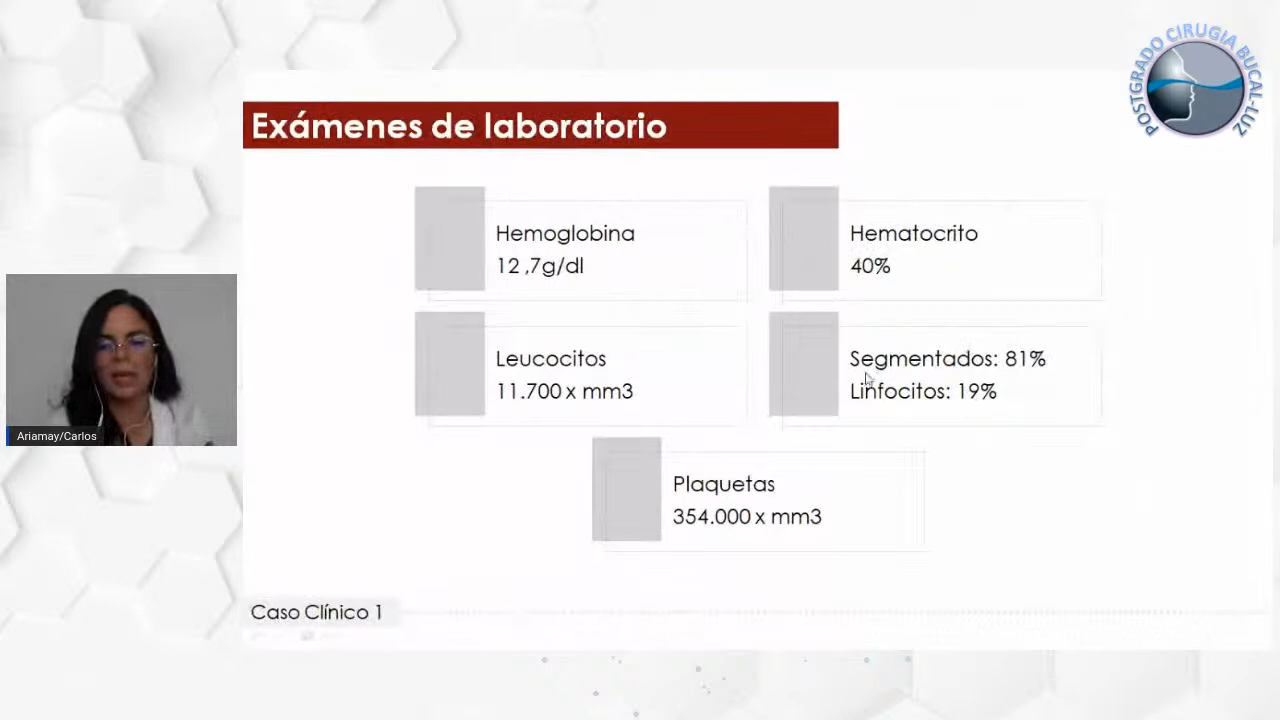 POSTGRADO CIRUGIA BUCAL-LUZ
Exámenes de laboratorio
Hemoglobina
12 ,7g/dl
Hematocrito
40%
Leucocitos
11.700 x mm3
Segmentados: 81%
Linfocitos: 19%
Plaquetas
354.000 x mm3
Ariamay/Carlos
Caso Clínico 1